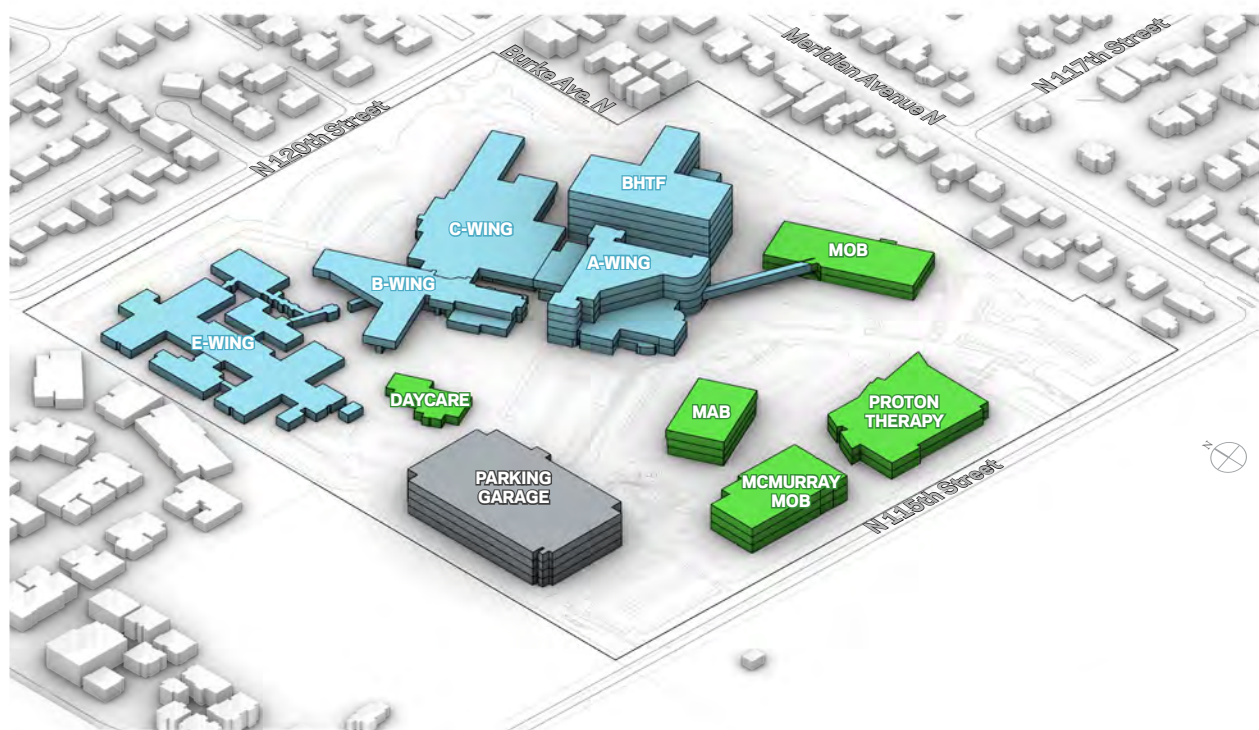 Burke Ave. N
Meridian Avenue N
N 117th Street
N 120th Street
BHTF
C-WING
A-WING
MOB
B-WING
E-WING
DAYCARE
MAB
PROTON
THERAPY
PARKING
GARAGE
MCMURRAY
MOB
N 115th Street
N